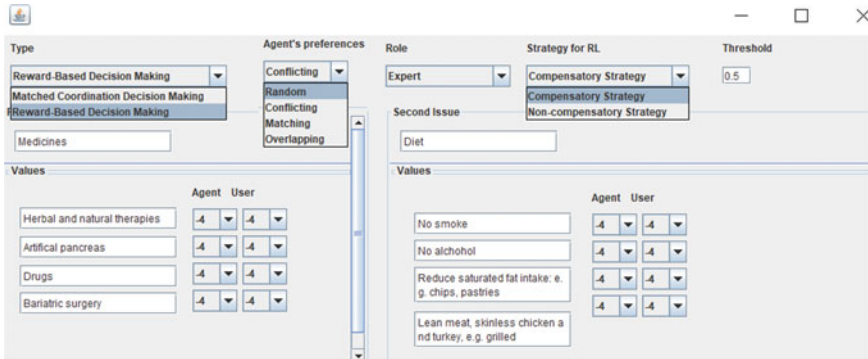 Type
Agent's preferences
Role
Strategy for RL
Threshold
Reward-Based Decision Making
Conflicting
Expert
Compensatory Strategy
0.5
Matched Coordination Decision Making
Reward-Based Decision Making
Random
Conflicting
Matching
Overlapping
Compensatory Strategy
Non-compensatory Strategy
Second Issue
Medicines
Diet
Values
Agent User
Herbal and natural therapies
-4 -4
Artifical pancreas
-4 -4
Drugs
-4 -4
Bariatric surgery
-4 -4
Values
Agent User
No smoke
-4 -4
No alchohol
-4 -4
Reduce saturated fat intake: e.
g. chips, pastries
-4 -4
Lean meat, skinless chicken a
nd turkey, e.g. grilled
-4 -4